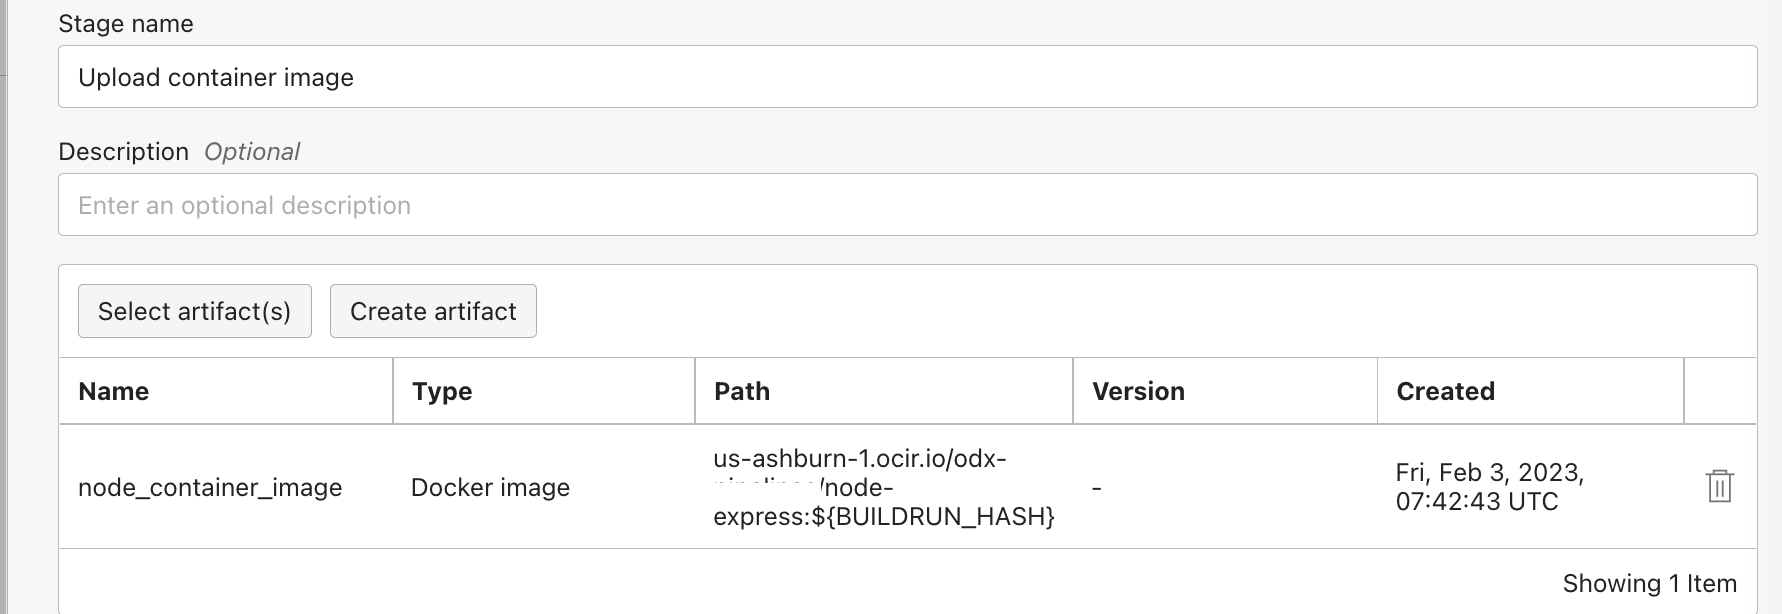 Stage name
Upload container image
Description Optional
Enter an optional description
Select artifact(s) Create artifact
Name Type Path Version Created
us-ashburn-1.ocir.io/odx-
node_container_image Docker image /node- - Fri, Feb 3, 2023,
express:${BUILDRUN_HASH} 07:42:43 UTC
Showing 1 Item